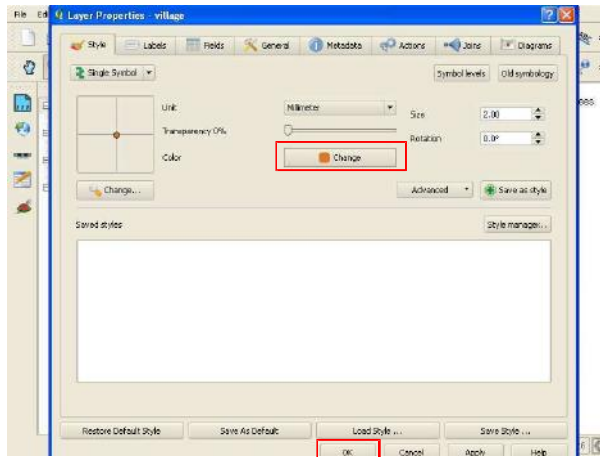 File Ed
Layer Properties - village
Style Labels Fields General Metadata Actions Joins Diagrams
Single Symbol Symbol levels Old symbology
Unit Millimeter Size 2.00
Transparency 0% Rotation 0.0°
Color Change
Change... Advanced Save as style
Saved styles Style manager...
Restore Default Style Save As Default Load Style ... Save Style ...
OK Cancel Apply Help